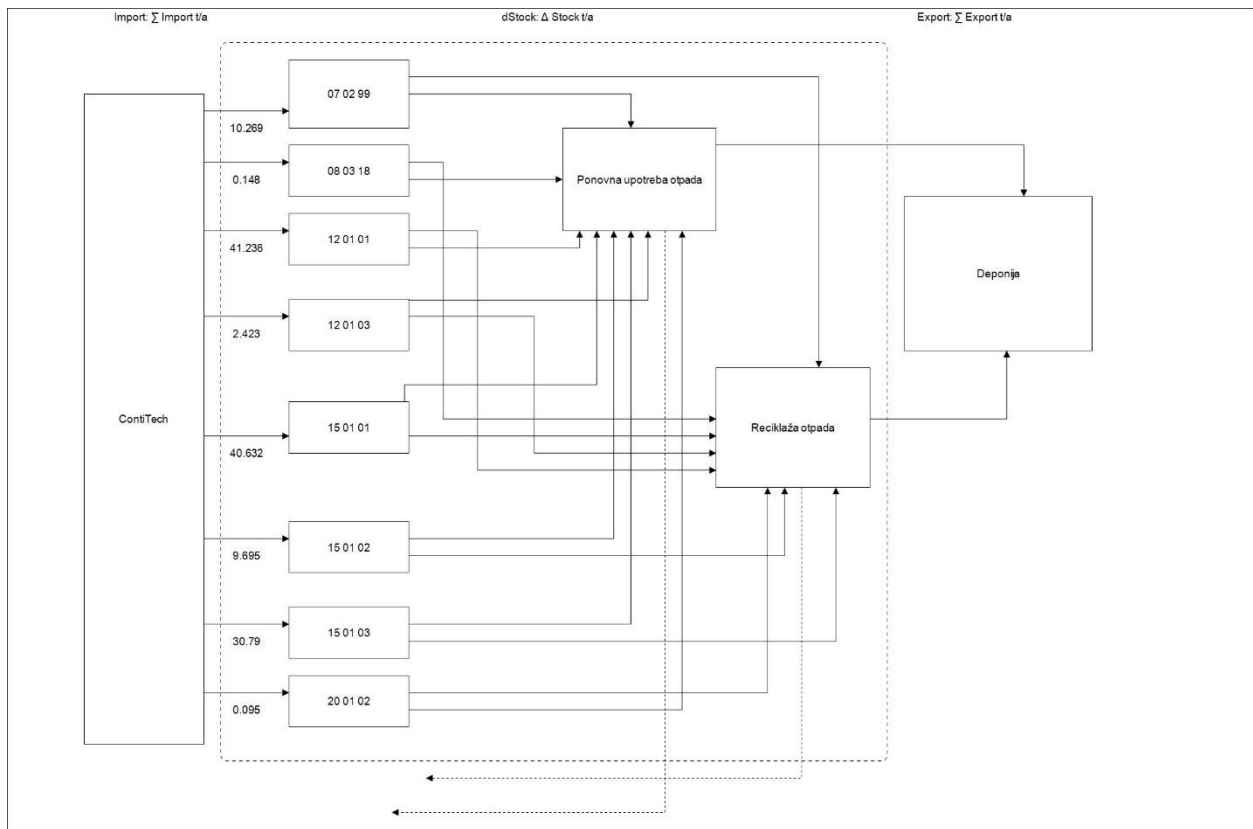 Import: ∑ Import t/a
dStock: Δ Stock t/a
Export: ∑ Export t/a
07 02 99
10.269
08 03 18
0.148
Ponovna upotreba otpada
12 01 01
41.236
Deponija
12 01 03
2.423
ContiTech
15 01 01
Reciklaža otpada
40.632
15 01 02
9.695
15 01 03
30.79
20 01 02
0.095